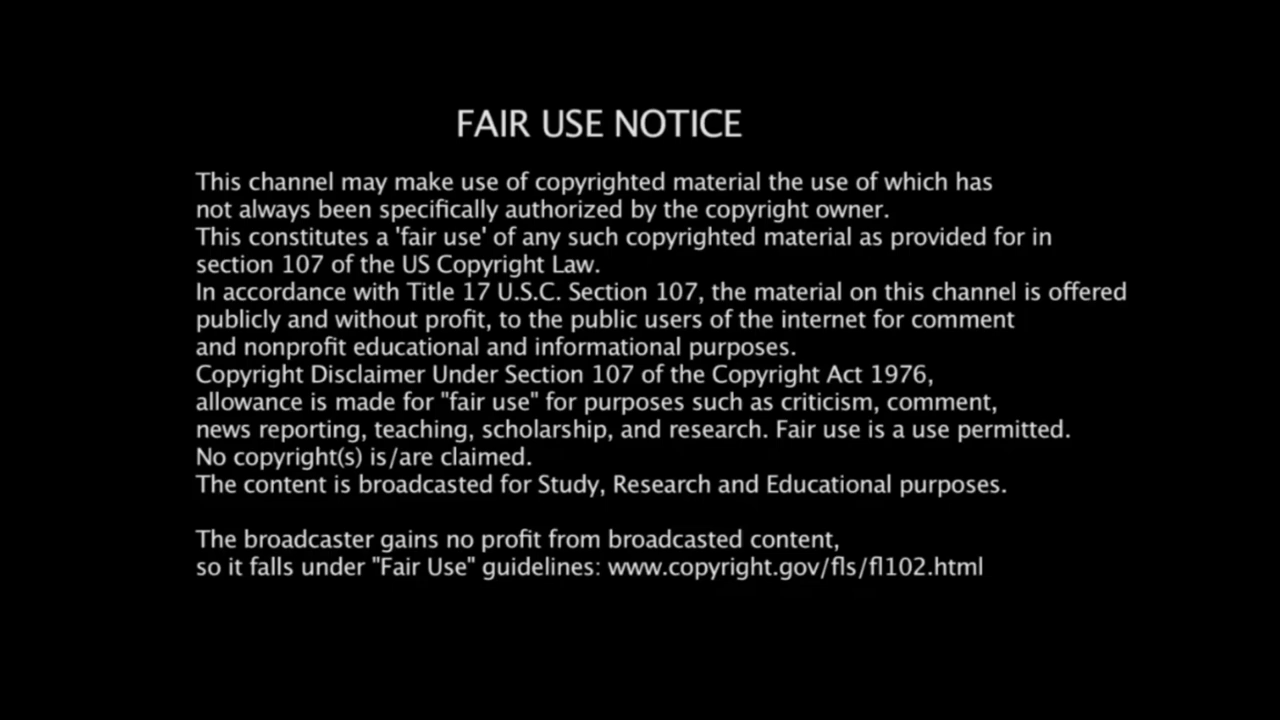 FAIR USE NOTICE
This channel may make use of copyrighted material the use of which has
not always been specifically authorized by the copyright owner.
This constitutes a 'fair use' of any such copyrighted material as provided for in
section 107 of the US Copyright Law.
In accordance with Title 17 U.S.C. Section 107, the material on this channel is offered
publicly and without profit, to the public users of the internet for comment
and nonprofit educational and informational purposes.
Copyright Disclaimer Under Section 107 of the Copyright Act 1976,
allowance is made for "fair use" for purposes such as criticism, comment,
news reporting, teaching, scholarship, and research. Fair use is a use permitted.
No copyright(s) is/are claimed.
The content is broadcasted for Study, Research and Educational purposes.
The broadcaster gains no profit from broadcasted content,
so it falls under "Fair Use" guidelines: www.copyright.gov/fls/fl102.html